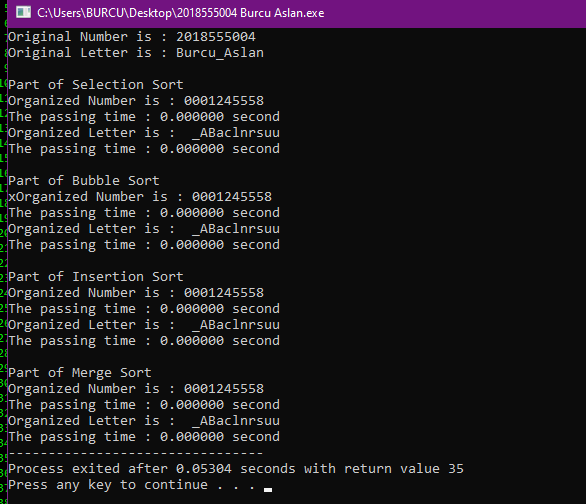 C:\Users\BURCU\Desktop\2018555004 Burcu Aslan.exe
Original Number is : 2018555004
Original Letter is : Burcu_Aslan
Part of Selection Sort
Organized Number is : 0001245558
The passing time : 0.000000 second
Organized Letter is :  _ABaclnrsuu
The passing time : 0.000000 second
Part of Bubble Sort
xOrganized Number is : 0001245558
The passing time : 0.000000 second
Organized Letter is :  _ABaclnrsuu
The passing time : 0.000000 second
Part of Insertion Sort
Organized Number is : 0001245558
The passing time : 0.000000 second
Organized Letter is :  _ABaclnrsuu
The passing time : 0.000000 second
Part of Merge Sort
Organized Number is : 0001245558
The passing time : 0.000000 second
Organized Letter is :  _ABaclnrsuu
The passing time : 0.000000 second
--------------------------------
Process exited after 0.05304 seconds with return value 35
Press any key to continue . . .